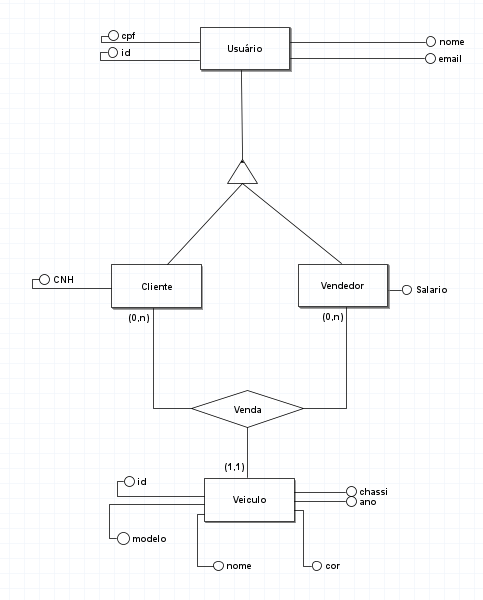 cpf
id
Usuário
nome
email
CNH
Cliente
Vendedor
Salario
(0,n)
(0,n)
Venda
(1,1)
id
Veiculo
chassi
ano
modelo
nome
cor